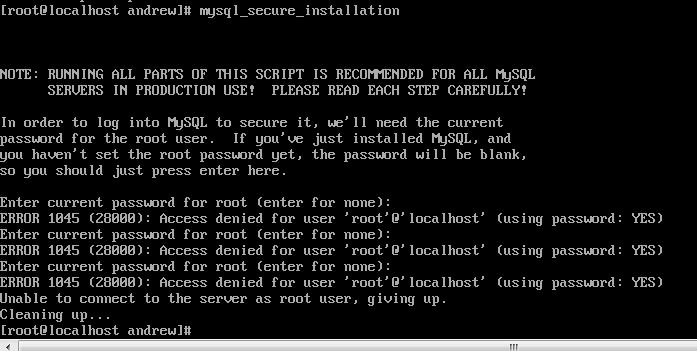 [root@localhost andrew]# mysql_secure_installation
NOTE: RUNNING ALL PARTS OF THIS SCRIPT IS RECOMMENDED FOR ALL MySQL
SERVERS IN PRODUCTION USE!  PLEASE READ EACH STEP CAREFULLY!
In order to log into MySQL to secure it, we'll need the current
password for the root user.  If you've just installed MySQL, and
you haven't set the root password yet, the password will be blank,
so you should just press enter here.
Enter current password for root (enter for none):
ERROR 1045 (28000): Access denied for user 'root'@'localhost' (using password: YES)
Enter current password for root (enter for none):
ERROR 1045 (28000): Access denied for user 'root'@'localhost' (using password: YES)
Enter current password for root (enter for none):
ERROR 1045 (28000): Access denied for user 'root'@'localhost' (using password: YES)
Unable to connect to the server as root user, giving up.
Cleaning up...
[root@localhost andrew]#